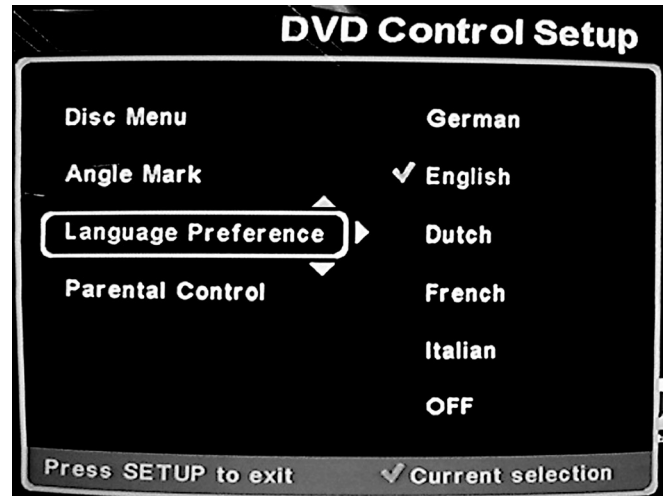 DVD Control Setup
Disc Menu
Angle Mark
Language Preference
Parental Control
German
✓ English
Dutch
French
Italian
OFF
Press SETUP to exit
✓ Current selection